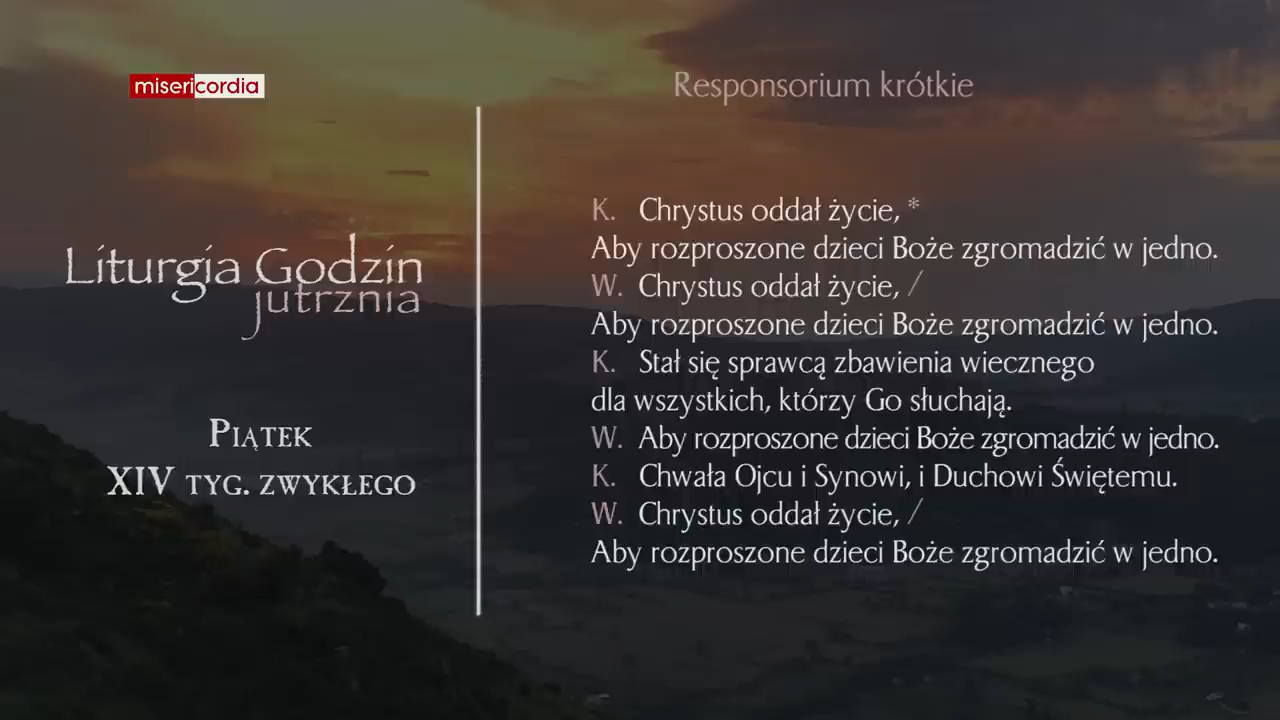 misericordia
Liturgia Godzin
jutrznia
Piątek
XIV tyg. zwykłego
Responsorium krótkie
K. Chrystus oddał życie, *
Aby rozproszone dzieci Boże zgromadzić w jedno.
W. Chrystus oddał życie, /
Aby rozproszone dzieci Boże zgromadzić w jedno.
K. Stał się sprawcą zbawienia wiecznego
dla wszystkich, którzy Go słuchają.
W. Aby rozproszone dzieci Boże zgromadzić w jedno.
K. Chwała Ojcu i Synowi, i Duchowi Świętemu.
W. Chrystus oddał życie, /
Aby rozproszone dzieci Boże zgromadzić w jedno.